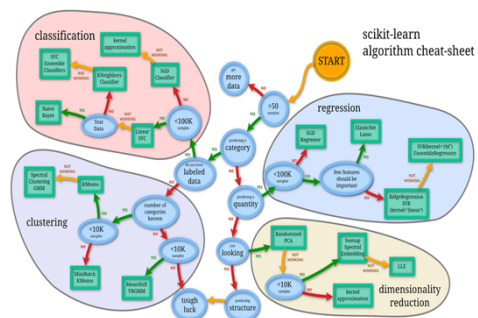 scikit-learn
algorithm cheat-sheet
classification
kernel
approximation
SVC
Ensemble
Classifiers
KNeighbors
Classifier
SGD
Classifier
Naive
Bayes
Text
Data
Linear
SVC
<100K
samples
START
get
more
data
>50
samples
predicting a
category
do you have
labeled
data
YES
NO
NOT
WORKING
regression
SGD
Regressor
ElasticNet
Lasso
SVR(kernel='rbf')
EnsembleRegressors
<100K
samples
few features
should be
important
RidgeRegression
SVR
(kernel='linear')
predicting a
quantity
clustering
Spectral
Clustering
GMM
KMeans
number of
categories
known
<10K
samples
<10K
samples
MiniBatch
KMeans
MeanShift
VBGMM
just
looking
predicting
structure
tough
luck
Randomized
PCA
Isomap
Spectral
Embedding
LLE
<10K
samples
kernel
approximation
dimensionality
reduction